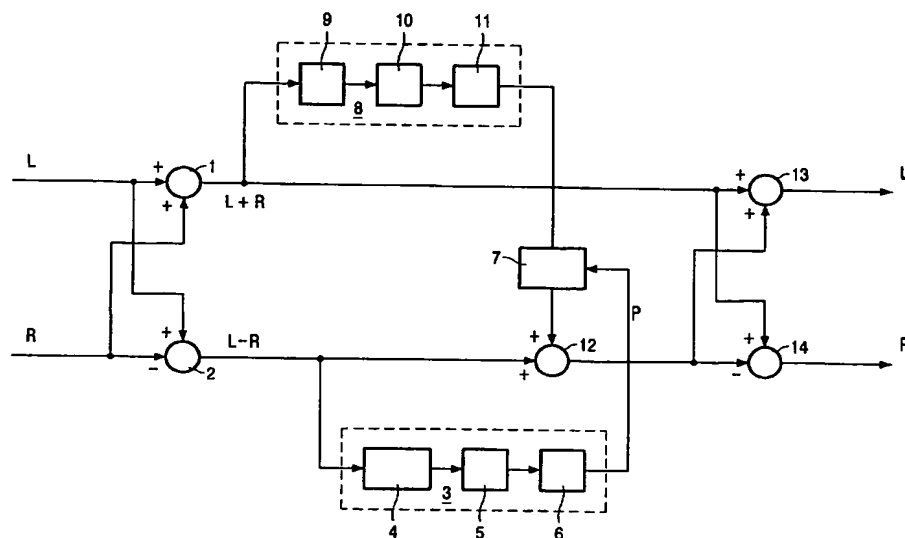 9 10 11
8
L + 1 + 13 
+ L + R +
7
P
R + L – R + 12 + 14
– 2 + –
3
4 5 6